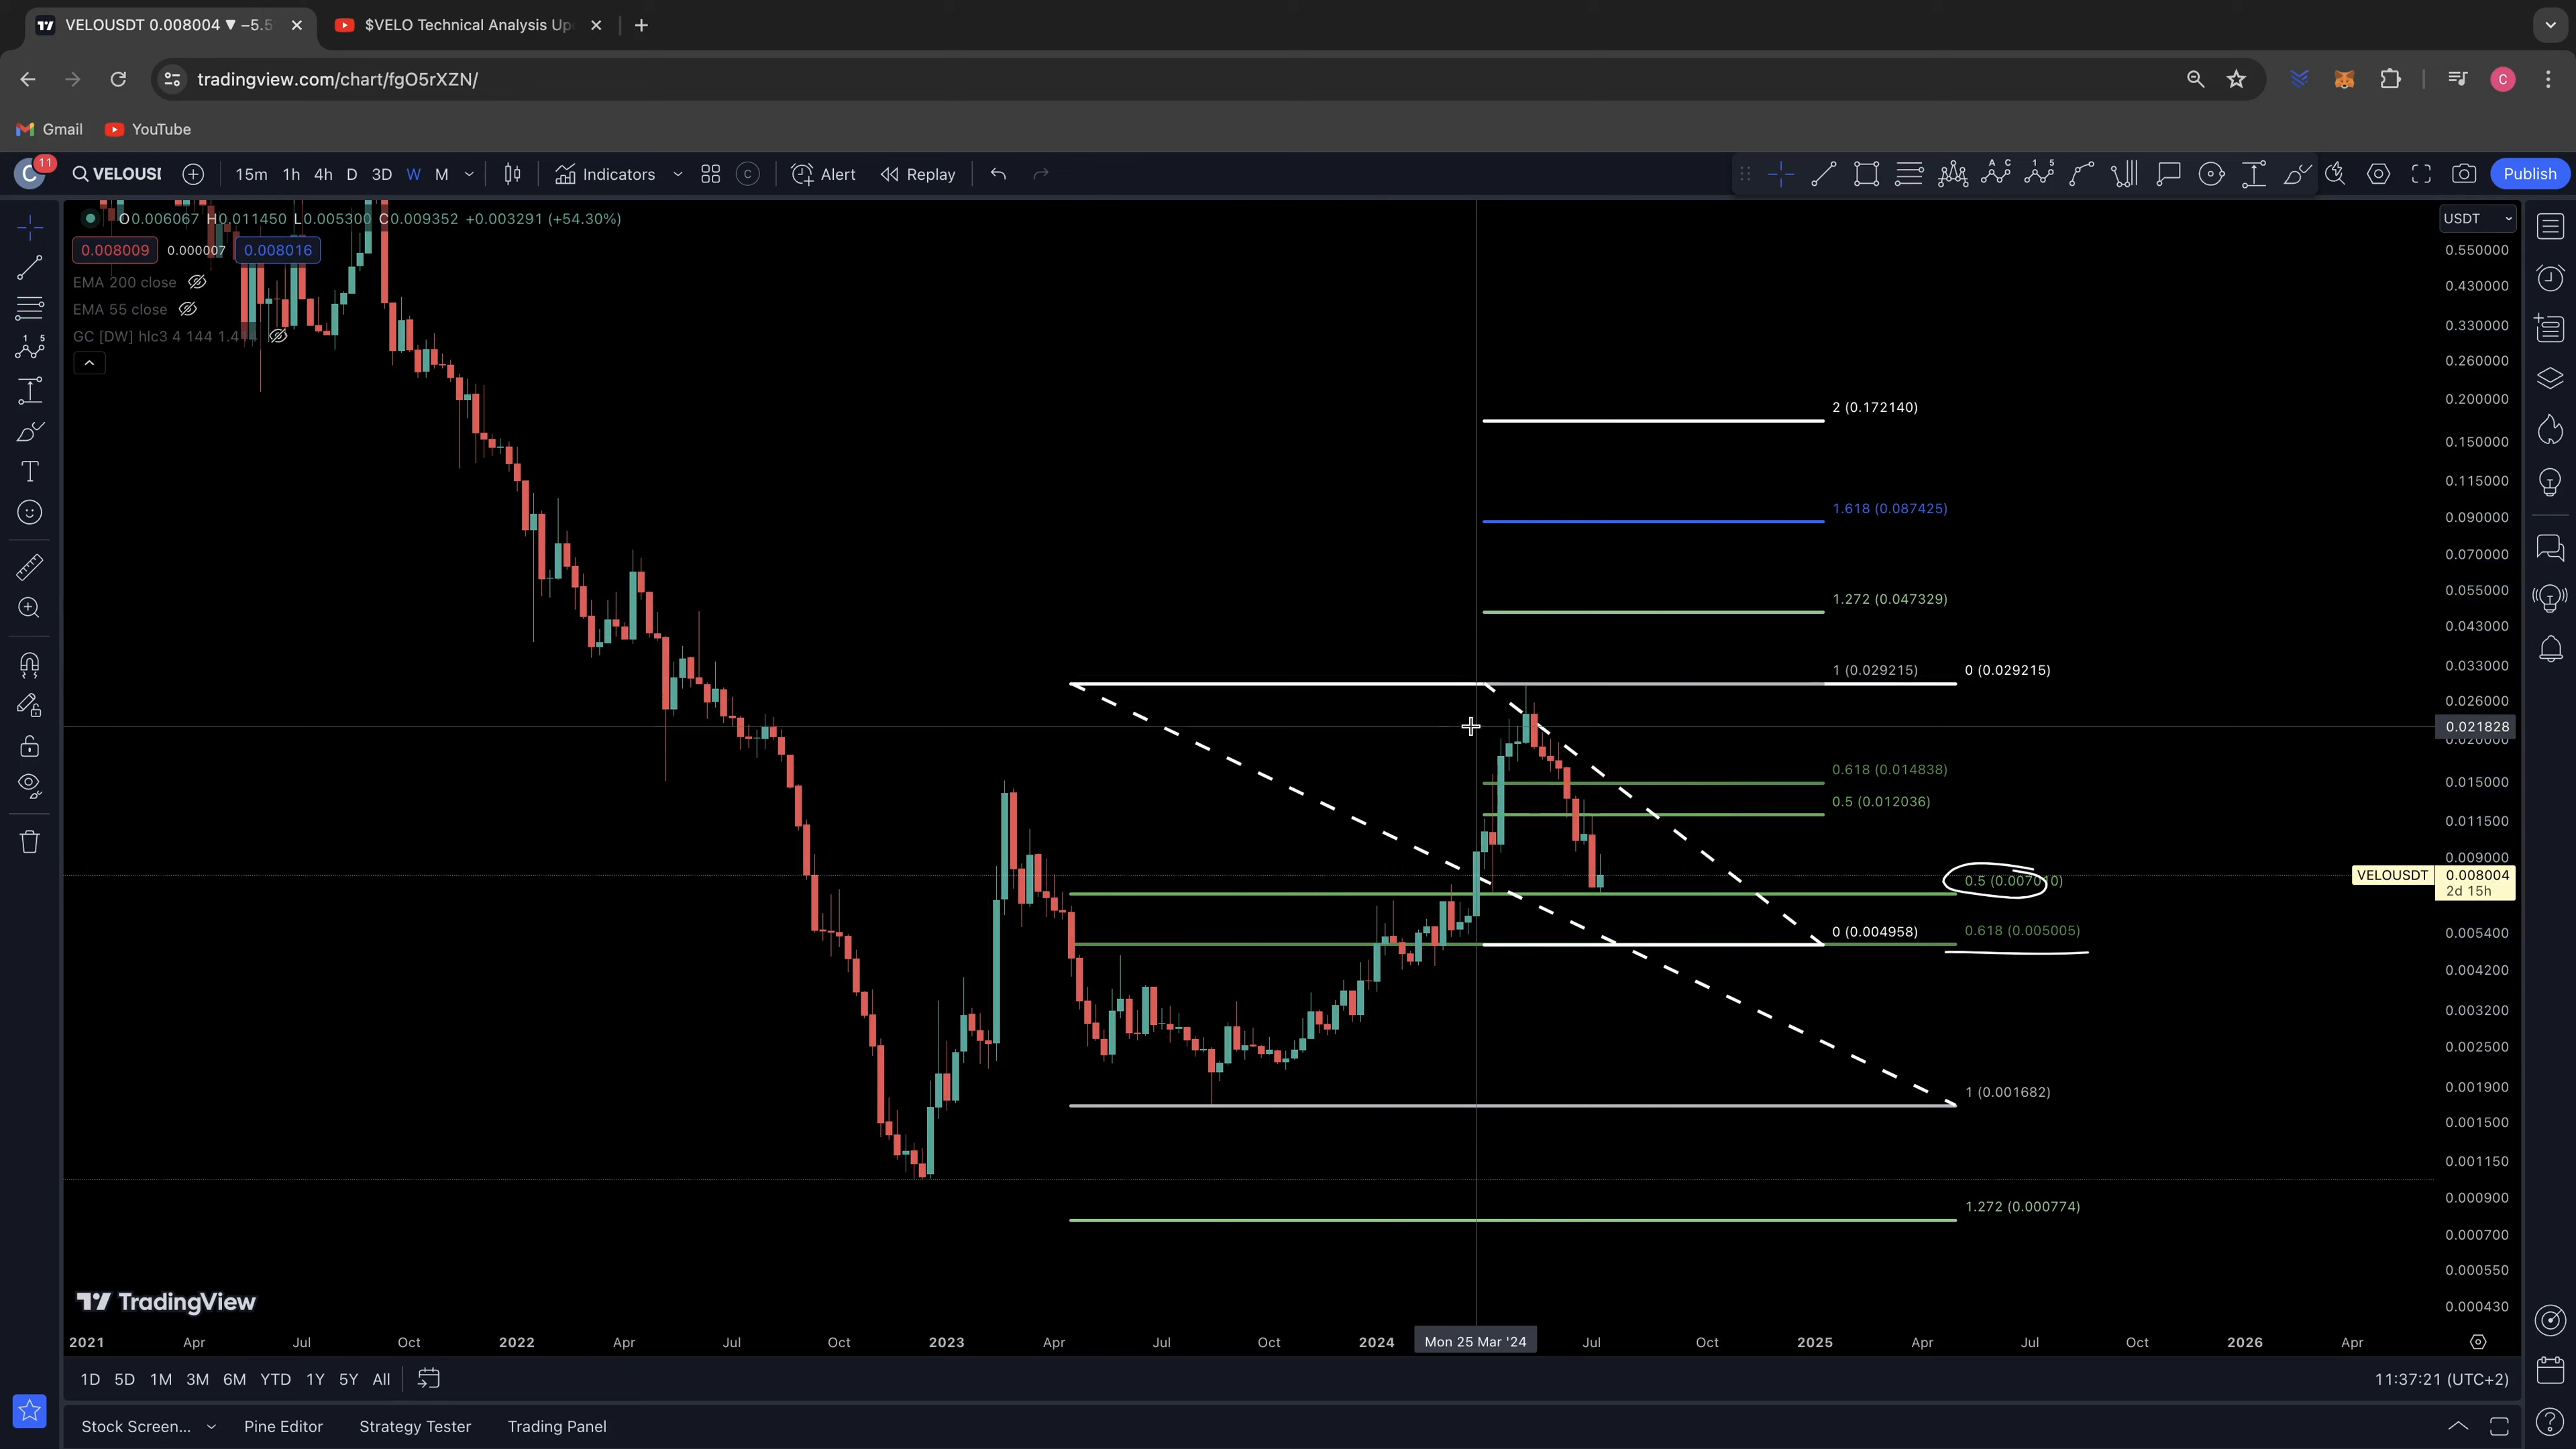 VELOUSDT 0.008004 ▼ −5.5
$VELO Technical Analysis Up
tradingview.com/chart/fgO5rXZN/
Gmail
YouTube
C
11
VELOUSI
15m 1h 4h D 3D W M
Indicators
C
Alert
Replay
Publish
O0.006067 H0.011450 L0.005300 C0.009352 +0.003291 (+54.30%)
0.008009 0.000007 0.008016
EMA 200 close
EMA 55 close
GC [DW] hlc3 4 144 1.414
USDT
0.550000
0.430000
0.330000
0.260000
0.200000
0.150000
0.115000
0.090000
0.070000
0.055000
0.043000
0.033000
0.026000
0.021828
0.020000
0.015000
0.011500
0.009000
VELOUSDT 0.008004
2d 15h
0.005400
0.004200
0.003200
0.002500
0.001900
0.001500
0.001150
0.000900
0.000700
0.000550
0.000430
2 (0.172140)
1.618 (0.087425)
1.272 (0.047329)
1 (0.029215) 0 (0.029215)
0.618 (0.014838)
0.5 (0.012036)
0.5 (0.007010)
0 (0.004958) 0.618 (0.005005)
1 (0.001682)
1.272 (0.000774)
TradingView
2021 Apr Jul Oct 2022 Apr Jul Oct 2023 Apr Jul Oct 2024 Mon 25 Mar '24 Jul Oct 2025 Apr Jul Oct 2026 Apr
1D 5D 1M 3M 6M YTD 1Y 5Y All
11:37:21 (UTC+2)
Stock Screen... Pine Editor Strategy Tester Trading Panel